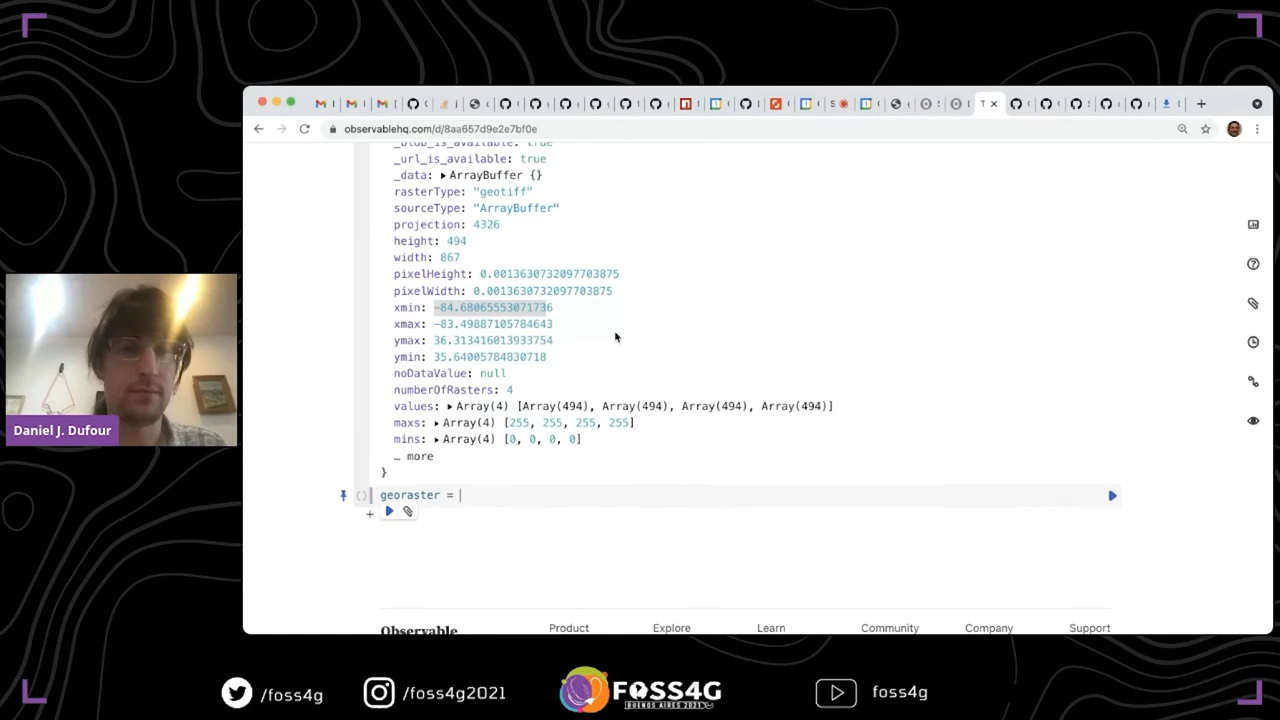 observablehq.com/d/8aa657d9e2e7bf0e
_blob_is_available: true
_url_is_available: true
_data: ▸ArrayBuffer {}
rasterType: "geotiff"
sourceType: "ArrayBuffer"
projection: 4326
height: 494
width: 867
pixelHeight: 0.0013630732097703875
pixelWidth: 0.0013630732097703875
xmin: -84.68065553071736
xmax: -83.49887105784643
ymax: 36.313416013933754
ymin: 35.64005784830718
noDataValue: null
numberOfRasters: 4
values: ▸Array(4) [Array(494), Array(494), Array(494), Array(494)]
maxs: ▸Array(4) [255, 255, 255, 255]
mins: ▸Array(4) [0, 0, 0, 0]
… more
}
georaster =
Observable Product Explore Learn Community Company Support
Daniel J. Dufour
/foss4g
/foss4g2021
FOSS4G
BUENOS AIRES 2021
foss4g